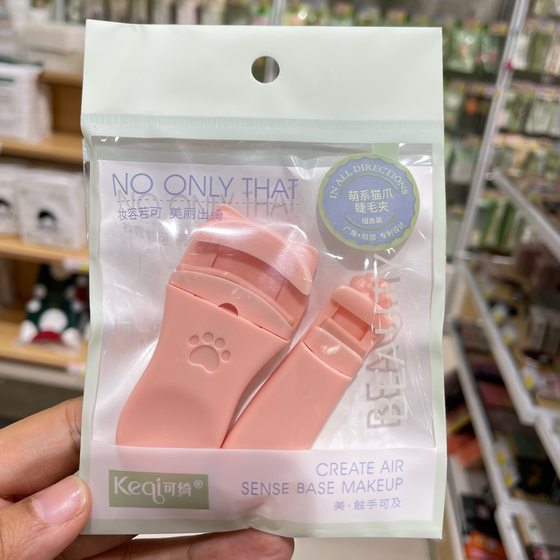 NO ONLY THAT
妆容若可 美丽出绮
IN ALL DIRECTIONS
萌系猫爪
睫毛夹
组合装
广角·局部 专利设计
BEAUTY
Keqi可绮®
CREATE AIR
SENSE BASE MAKEUP
美·触手可及